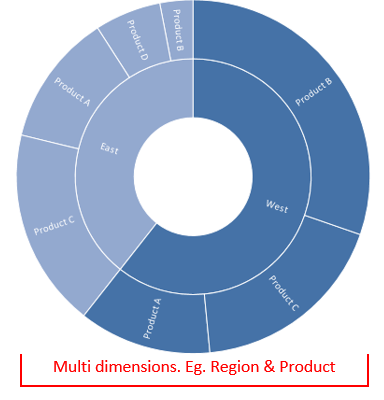 Product B
Product D
Product A
Product B
East
West
Product C
Product A
Product C
Multi dimensions. Eg. Region & Product